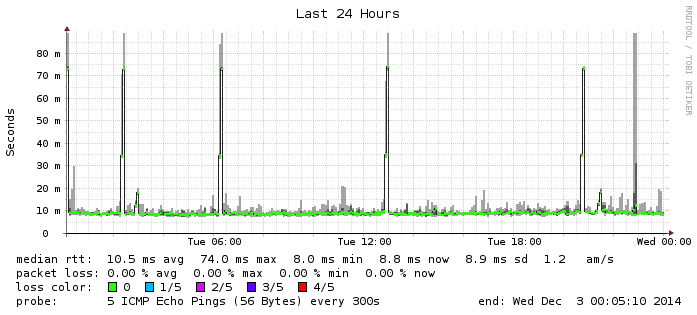 Last 24 Hours
RRDTOOL / TOBI OETIKER
Seconds
80 m
70 m
60 m
50 m
40 m
30 m
20 m
10 m
0
Tue 06:00 Tue 12:00 Tue 18:00 Wed 00:00
median rtt: 10.5 ms avg 74.0 ms max 8.0 ms min 8.8 ms now 8.9 ms sd 1.2 am/s
packet loss: 0.00 % avg 0.00 % max 0.00 % min 0.00 % now
loss color: 0 1/5 2/5 3/5 4/5
probe: 5 ICMP Echo Pings (56 Bytes) every 300s end: Wed Dec 3 00:05:10 2014